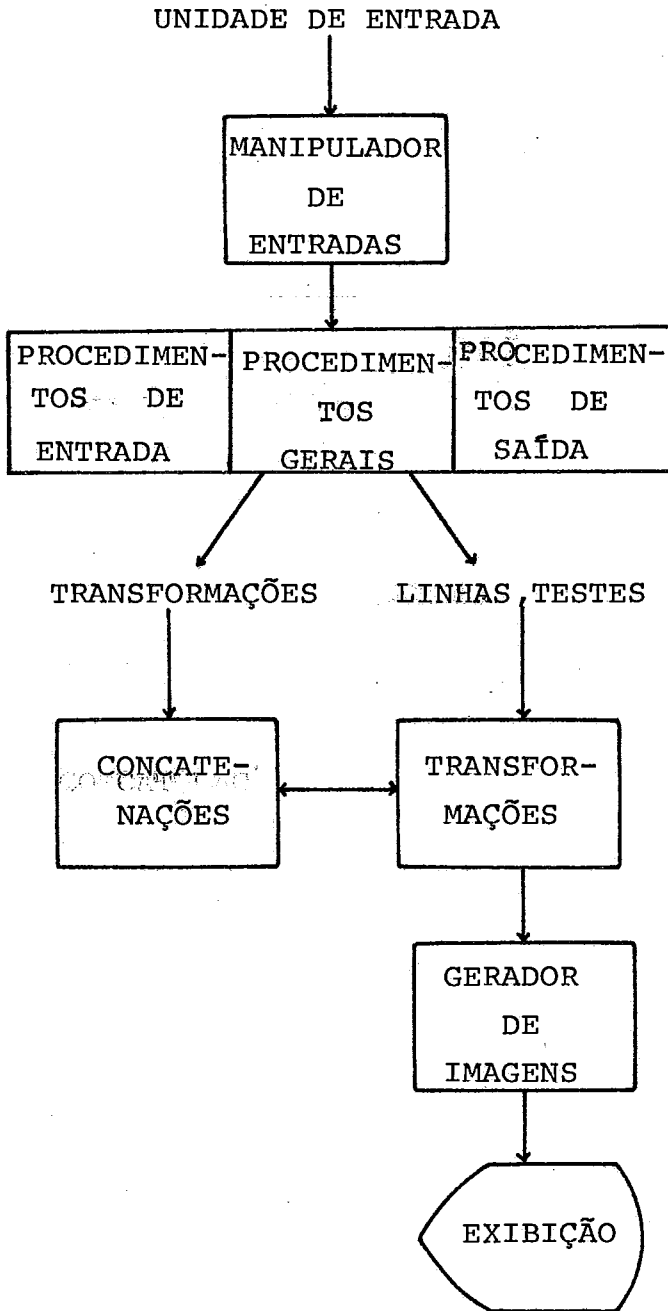 UNIDADE DE ENTRADA
MANIPULADOR
DE
ENTRADAS
PROCEDIMEN-
TOS DE
ENTRADA
PROCEDIMEN-
TOS
GERAIS
PROCEDIMEN-
TOS DE
SAÍDA
TRANSFORMAÇÕES
LINHAS, TESTES
CONCATE-
NAÇÕES
TRANSFOR-
MAÇÕES
GERADOR
DE
IMAGENS
EXIBIÇÃO